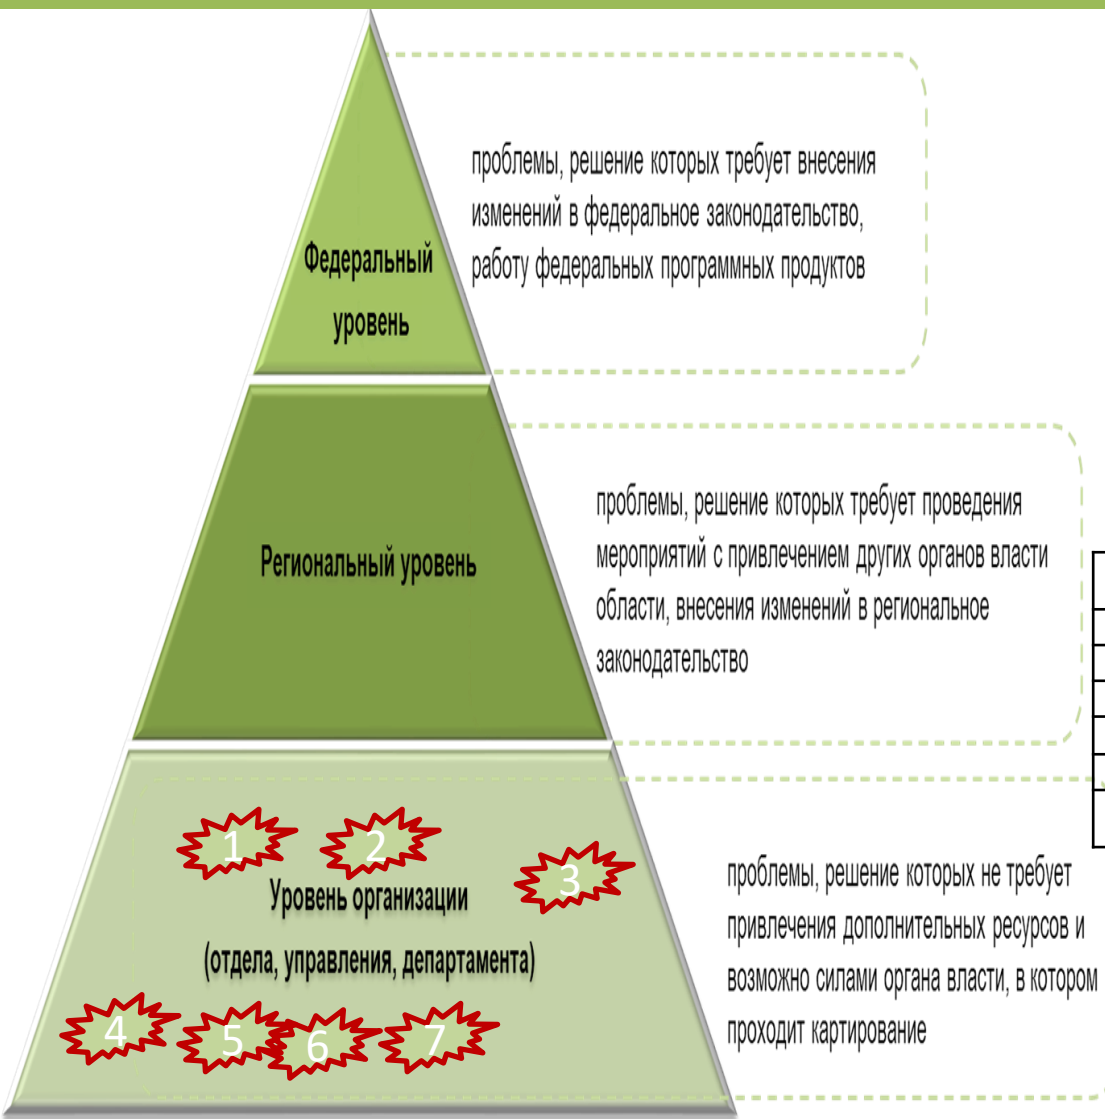 проблемы, решение которых требует внесения
изменений в федеральное законодательство,
работу федеральных программных продуктов
Федеральный
уровень
проблемы, решение которых требует проведения
мероприятий с привлечением других органов власти
области, внесения изменений в региональное
законодательство
Региональный уровень
1
2
3
Уровень организации
(отдела, управления, департамента)
4
5
6
7
проблемы, решение которых не требует
привлечения дополнительных ресурсов и
возможно силами органа власти, в котором
проходит картирование